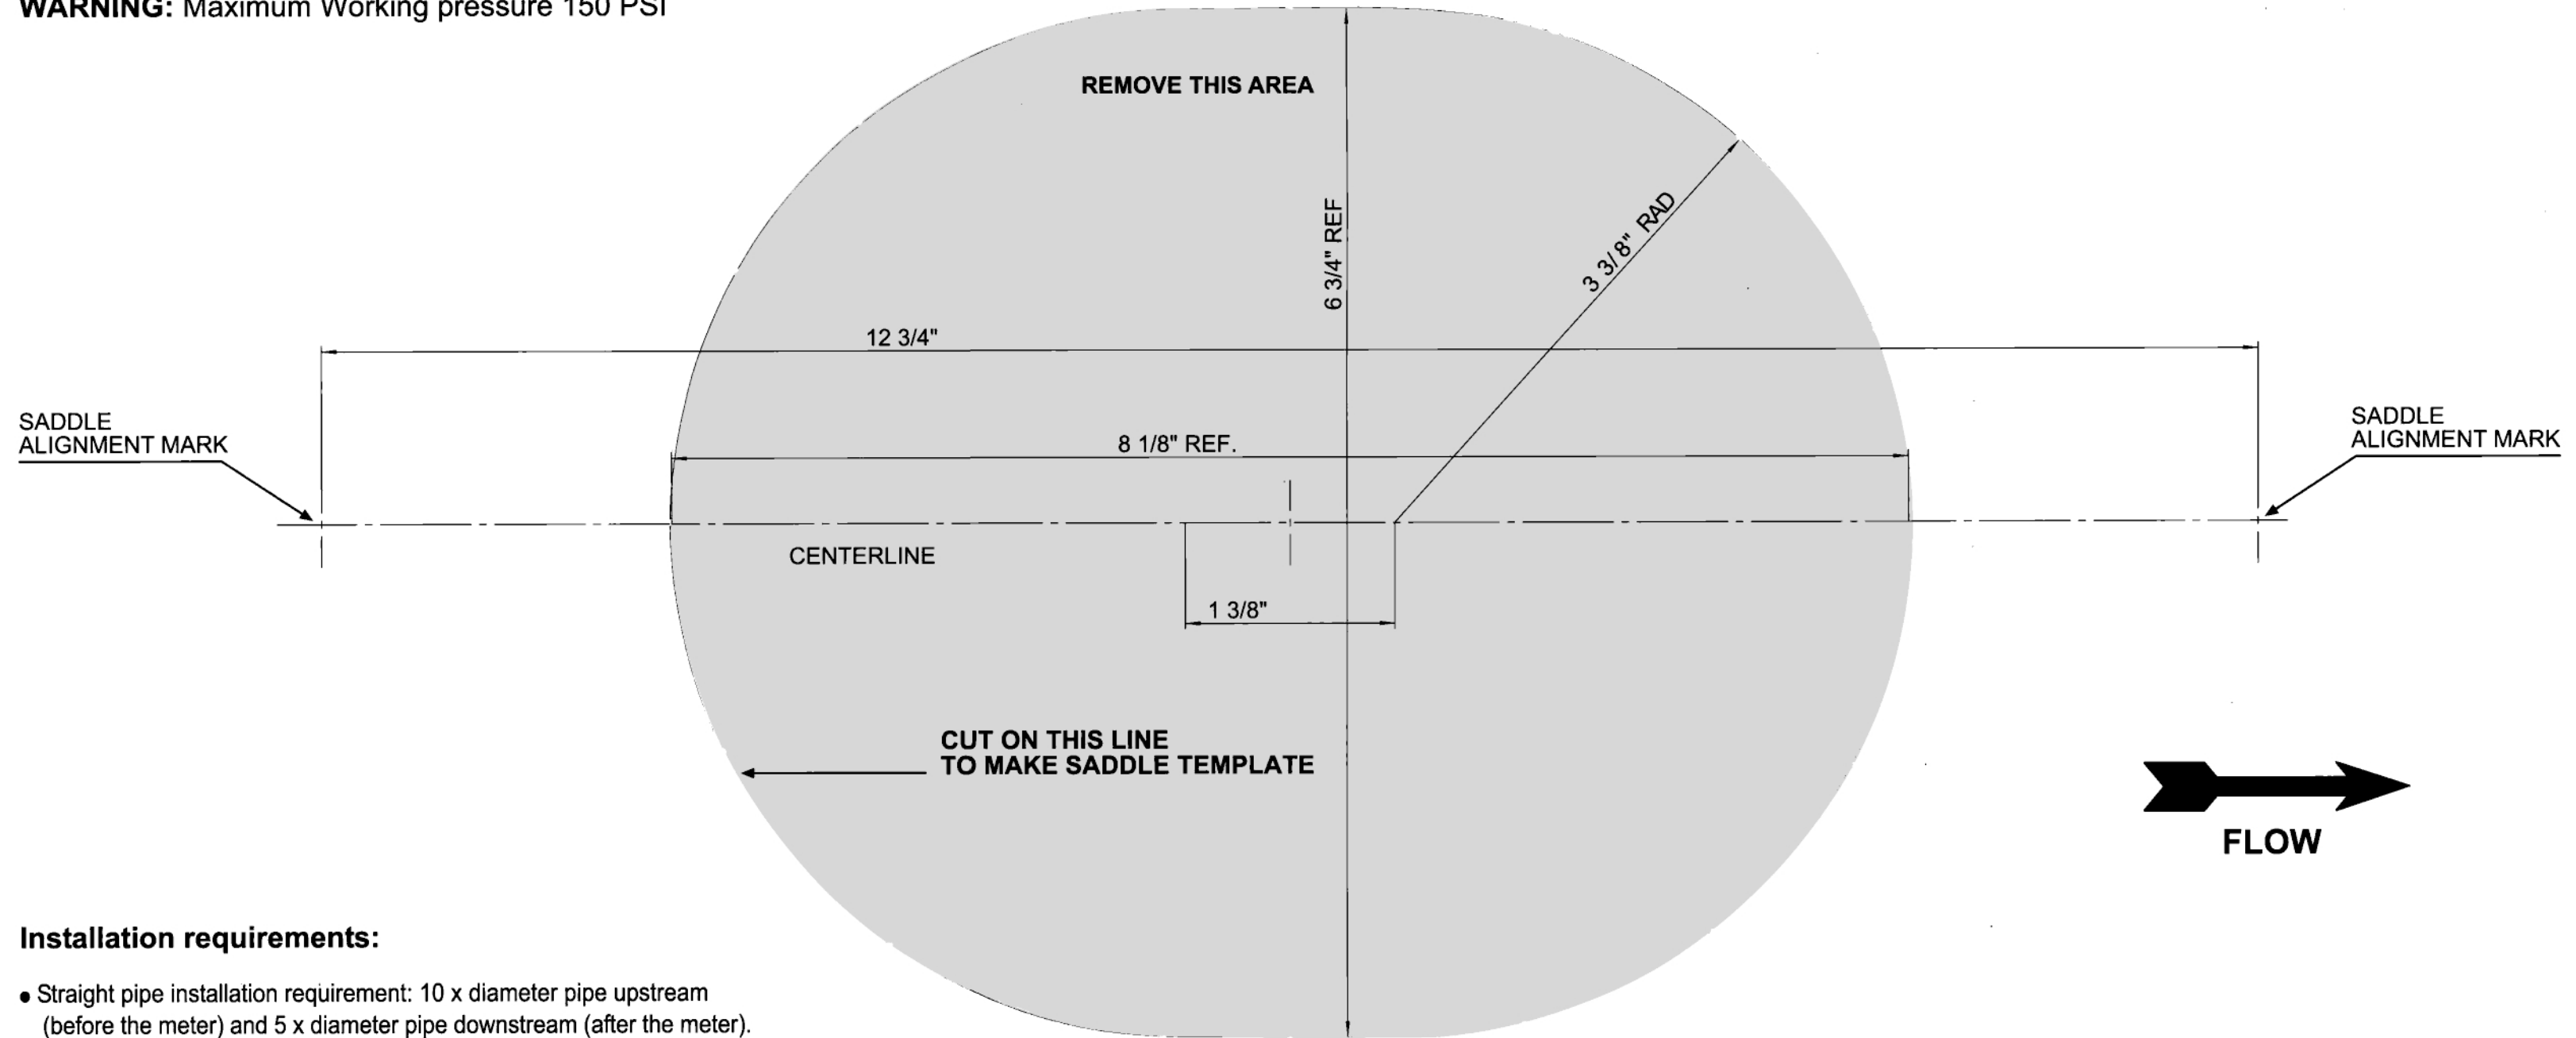 WARNING: Maximum Working pressure 150 PSI
REMOVE THIS AREA
6 3/4" REF
3 3/8" RAD
12 3/4"
SADDLE
ALIGNMENT MARK
8 1/8" REF.
SADDLE
ALIGNMENT MARK
CENTERLINE
1 3/8"
CUT ON THIS LINE
TO MAKE SADDLE TEMPLATE
FLOW
Installation requirements:
• Straight pipe installation requirement: 10 x diameter pipe upstream
(before the meter) and 5 x diameter pipe downstream (after the meter).